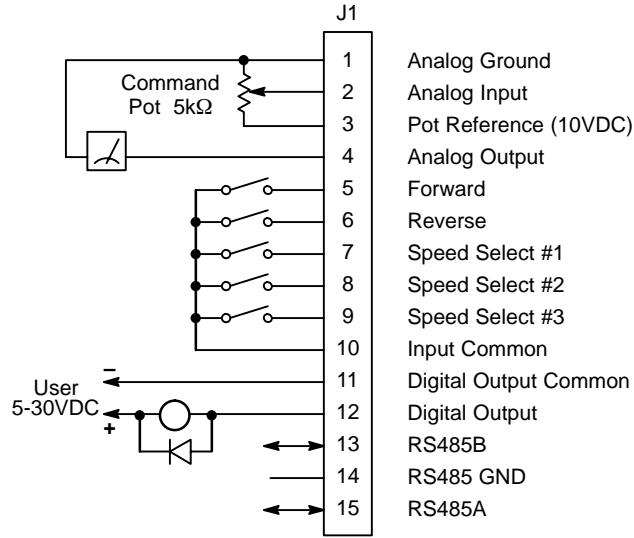 J1
1 Analog Ground
Command
Pot 5kΩ
2 Analog Input
3 Pot Reference (10VDC)
4 Analog Output
5 Forward
6 Reverse
7 Speed Select #1
8 Speed Select #2
9 Speed Select #3
10 Input Common
User
5-30VDC
−
+
11 Digital Output Common
12 Digital Output
13 RS485B
14 RS485 GND
15 RS485A